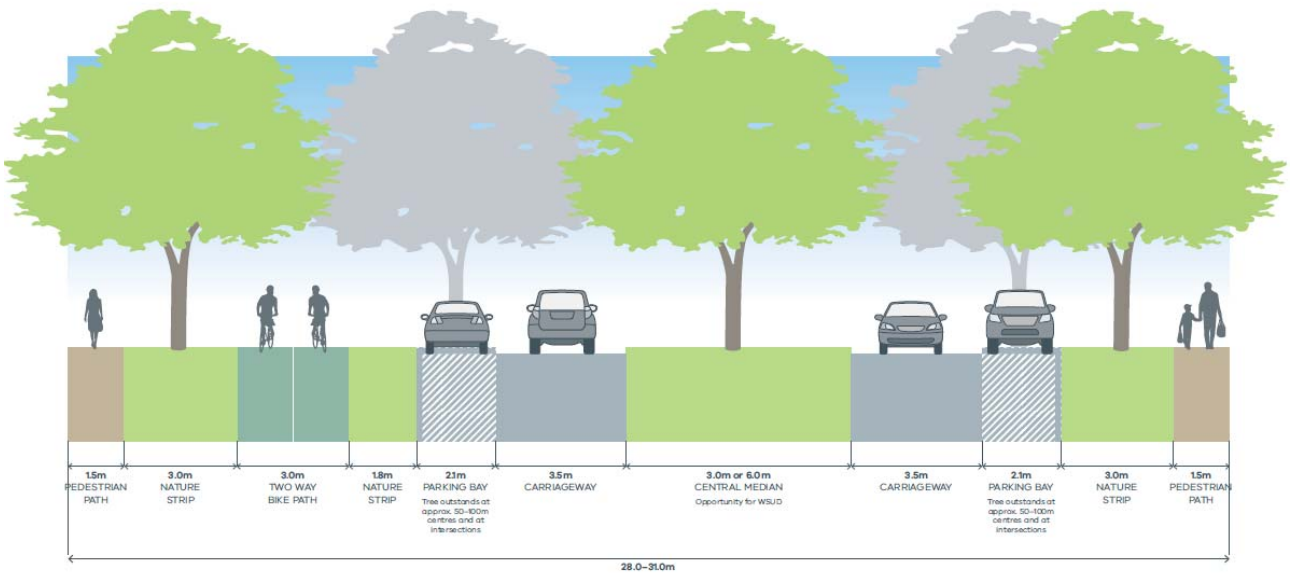 1.5m
PEDESTRIAN
PATH
3.0m
NATURE
STRIP
3.0m
TWO WAY
BIKE PATH
1.8m
NATURE
STRIP
2.1m
PARKING BAY
Tree outstands at
approx. 50-100m
centres and at
intersections
3.5m
CARRIAGEWAY
3.0m or 6.0m
CENTRAL MEDIAN
Opportunity for WSUD
3.5m
CARRIAGEWAY
2.1m
PARKING BAY
Tree outstands at
approx. 50-100m
centres and at
intersections
3.0m
NATURE
STRIP
1.5m
PEDESTRIAN
PATH
28.0–31.0m